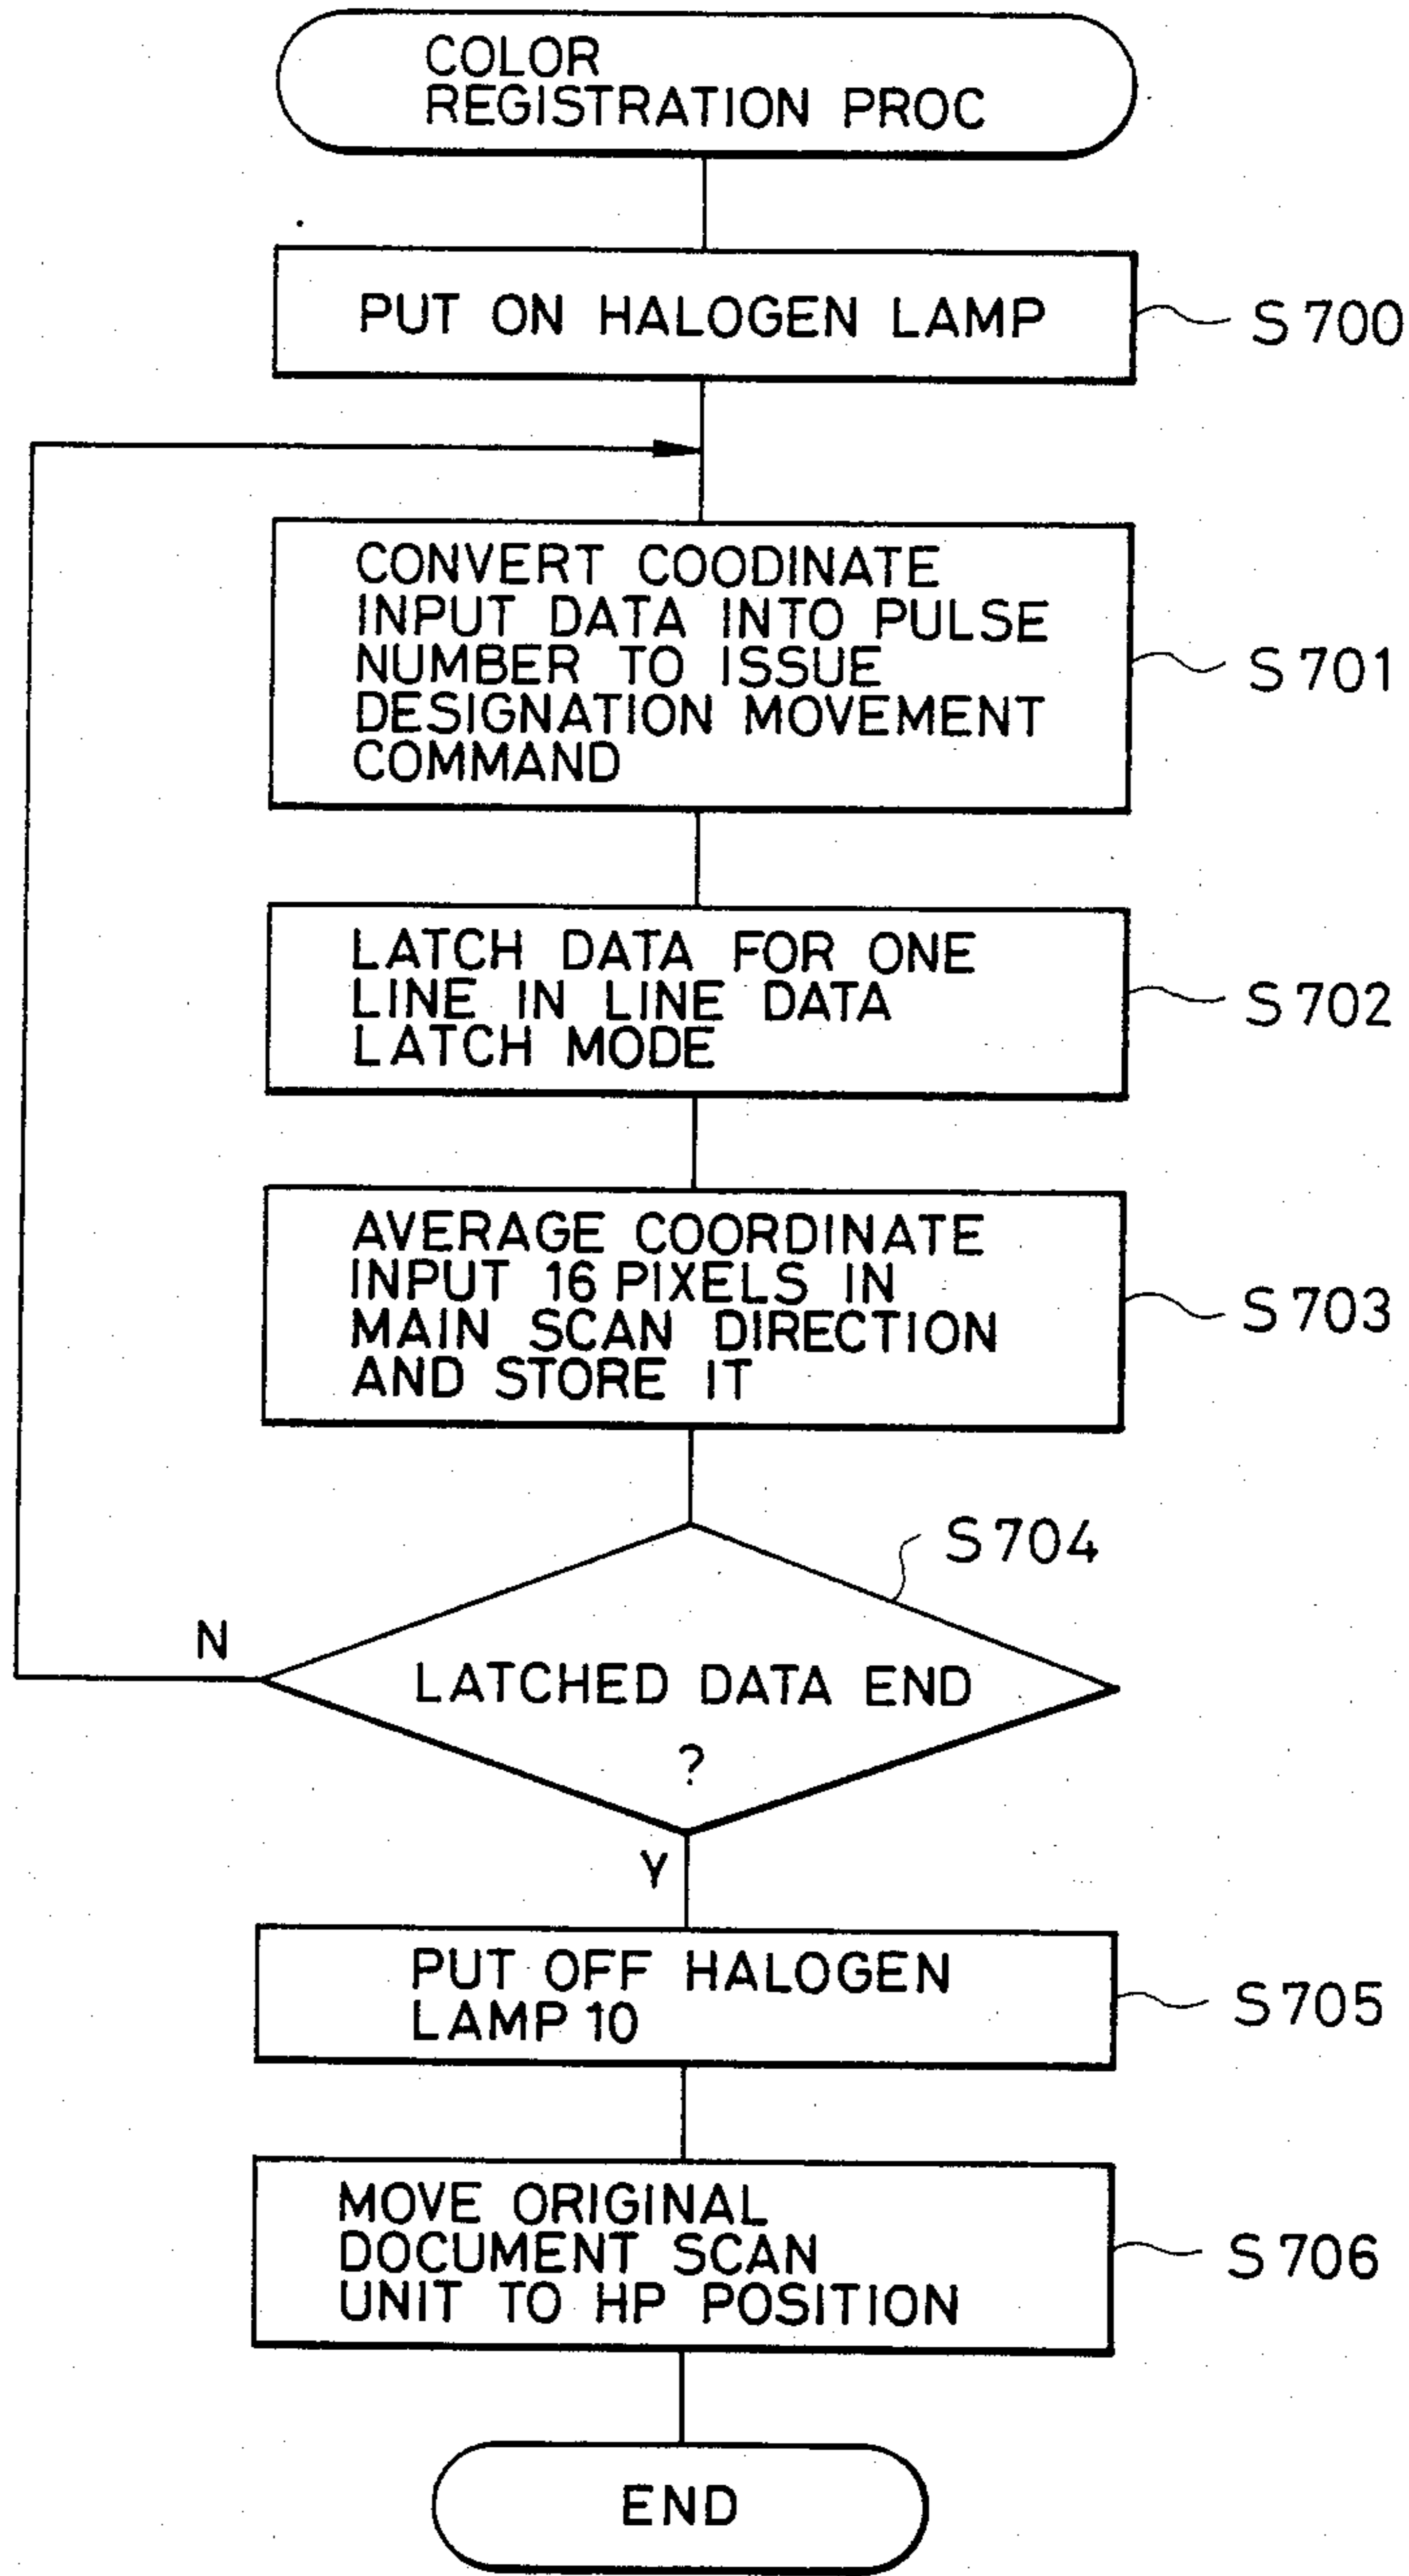 COLOR
REGISTRATION PROC
PUT ON HALOGEN LAMP
S700
CONVERT COODINATE
INPUT DATA INTO PULSE
NUMBER TO ISSUE
DESIGNATION MOVEMENT
COMMAND
S701
LATCH DATA FOR ONE
LINE IN LINE DATA
LATCH MODE
S702
AVERAGE COORDINATE
INPUT 16 PIXELS IN
MAIN SCAN DIRECTION
AND STORE IT
S703
S704
N
LATCHED DATA END
?
Y
PUT OFF HALOGEN
LAMP 10
S705
MOVE ORIGINAL
DOCUMENT SCAN
UNIT TO HP POSITION
S706
END